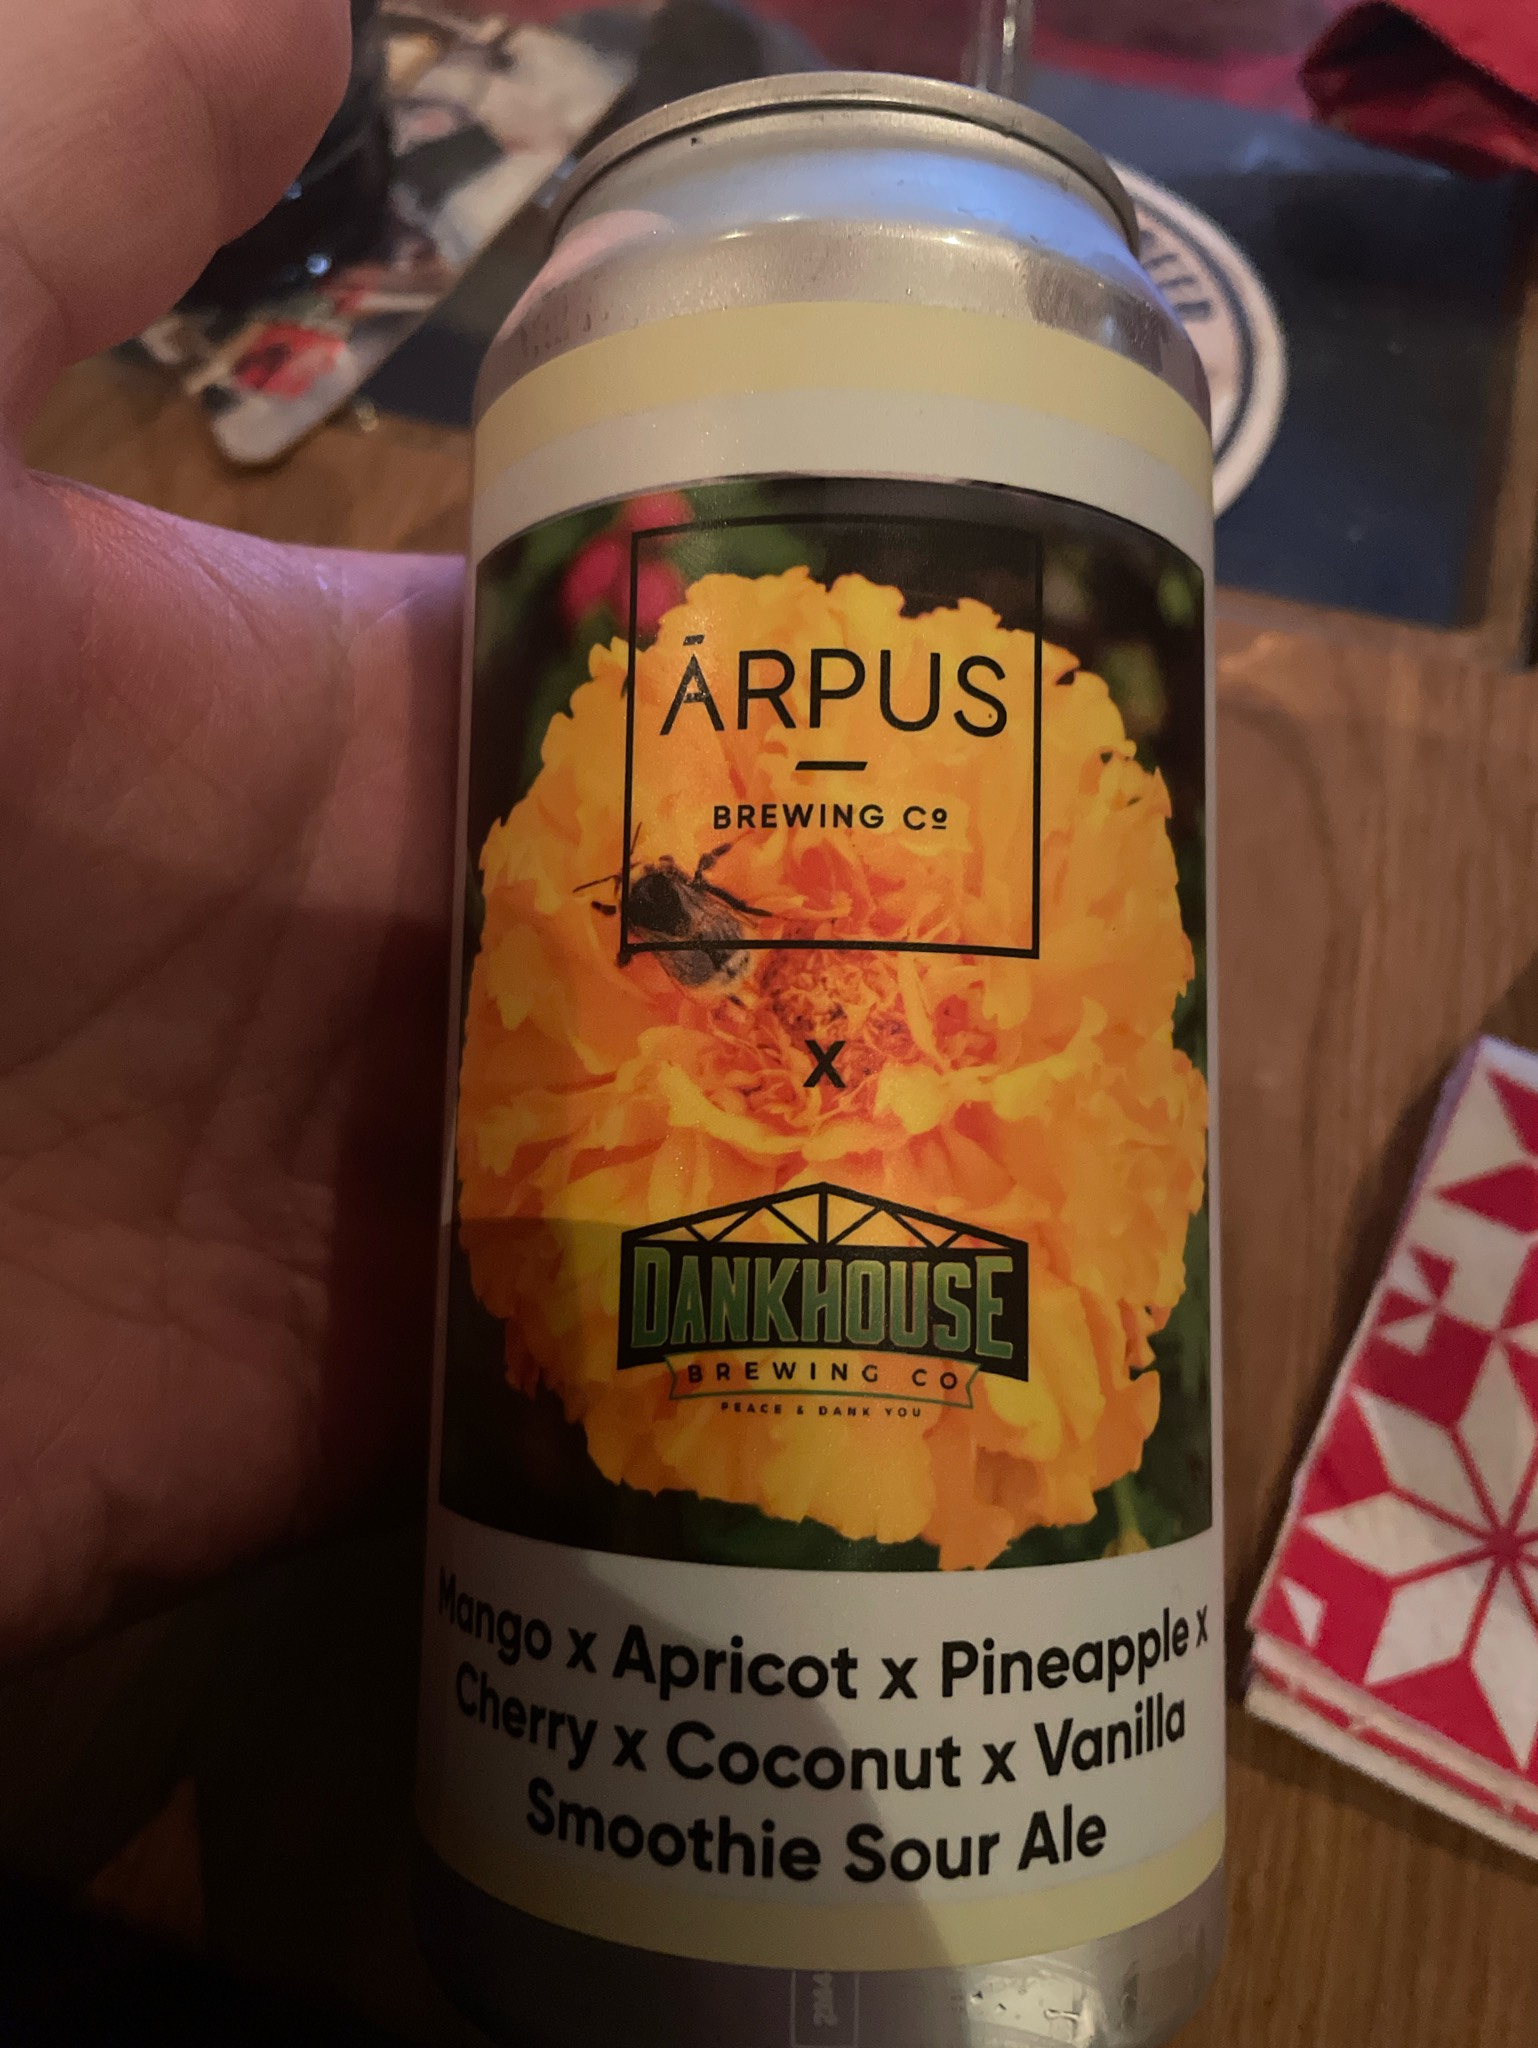 ĀRPUS
BREWING Cº
X
DANKHOUSE
BREWING CO
PEACE & DANK YOU
Mango x Apricot x Pineapple x
Cherry x Coconut x Vanilla
Smoothie Sour Ale